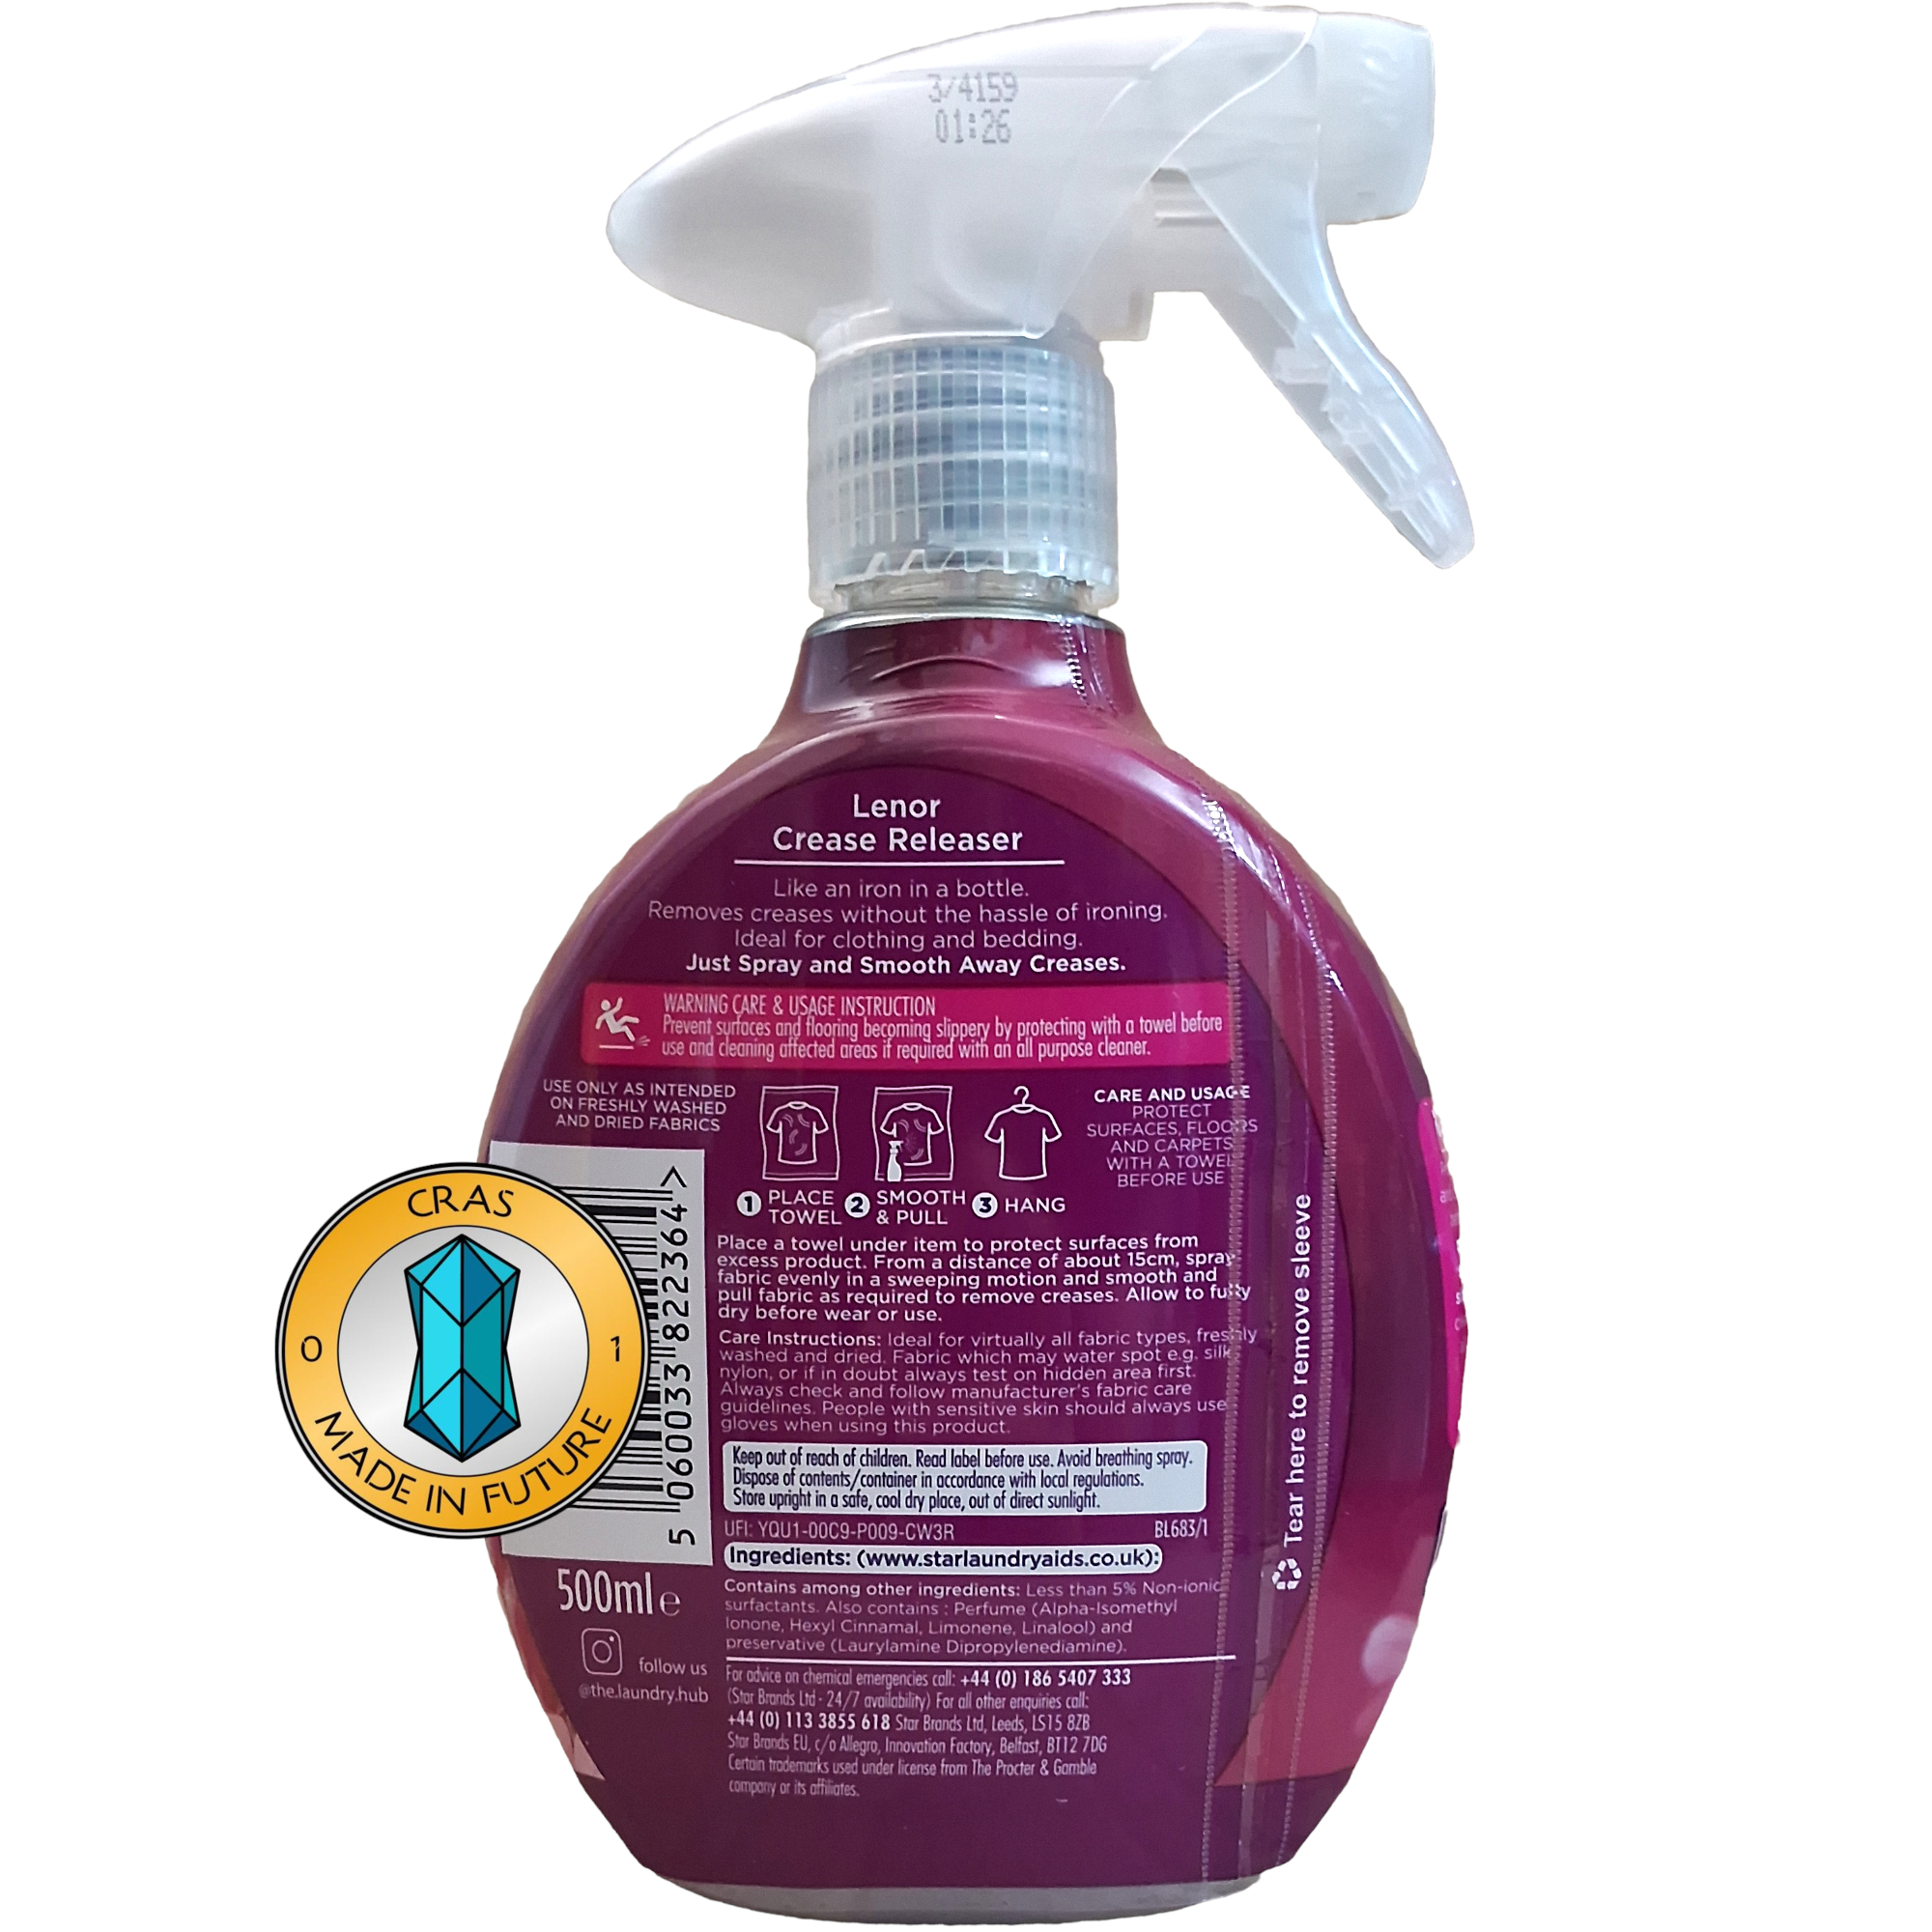 3/4159
01:26
Lenor
Crease Releaser
Like an iron in a bottle.
Removes creases without the hassle of ironing.
Ideal for clothing and bedding.
Just Spray and Smooth Away Creases.
WARNING CARE & USAGE INSTRUCTION
Prevent surfaces and flooring becoming slippery by protecting with a towel before
use and cleaning affected areas if required with an all purpose cleaner.
USE ONLY AS INTENDED
ON FRESHLY WASHED
AND DRIED FABRICS
1 PLACE
TOWEL
2 SMOOTH
& PULL
3 HANG
CARE AND USAGE
PROTECT
SURFACES, FLOORS
AND CARPETS
WITH A TOWEL
BEFORE USE
Place a towel under item to protect surfaces from
excess product. From a distance of about 15cm, spray
fabric evenly in a sweeping motion and smooth and
pull fabric as required to remove creases. Allow to fully
dry before wear or use.
Care Instructions: Ideal for virtually all fabric types, freshly
washed and dried. Fabric which may water spot e.g. silk,
nylon, or if in doubt always test on hidden area first.
Always check and follow manufacturer's fabric care
guidelines. People with sensitive skin should always use
gloves when using this product.
Keep out of reach of children. Read label before use. Avoid breathing spray.
Dispose of contents/container in accordance with local regulations.
Store upright in a safe, cool dry place, out of direct sunlight.
UFI: YQU1-00C9-P009-CW3R BL683/1
Ingredients: (www.starlaundryaids.co.uk):
Contains among other ingredients: Less than 5% Non-ionic
surfactants. Also contains : Perfume (Alpha-Isomethyl
Ionone, Hexyl Cinnamal, Limonene, Linalool) and
preservative (Laurylamine Dipropylenediamine).
For advice on chemical emergencies call: +44 (0) 186 5407 333
(Star Brands Ltd - 24/7 availability) For all other enquiries call:
+44 (0) 113 3855 618 Star Brands Ltd, Leeds, LS15 8ZB
Star Brands EU, c/o Allegro, Innovation Factory, Belfast, BT12 7DG
Certain trademarks used under license from The Procter & Gamble
company or its affiliates.
5 060033 822364 >
500ml e
follow us
@the.laundry.hub
Tear here to remove sleeve
CRAS
0 1
MADE IN FUTURE